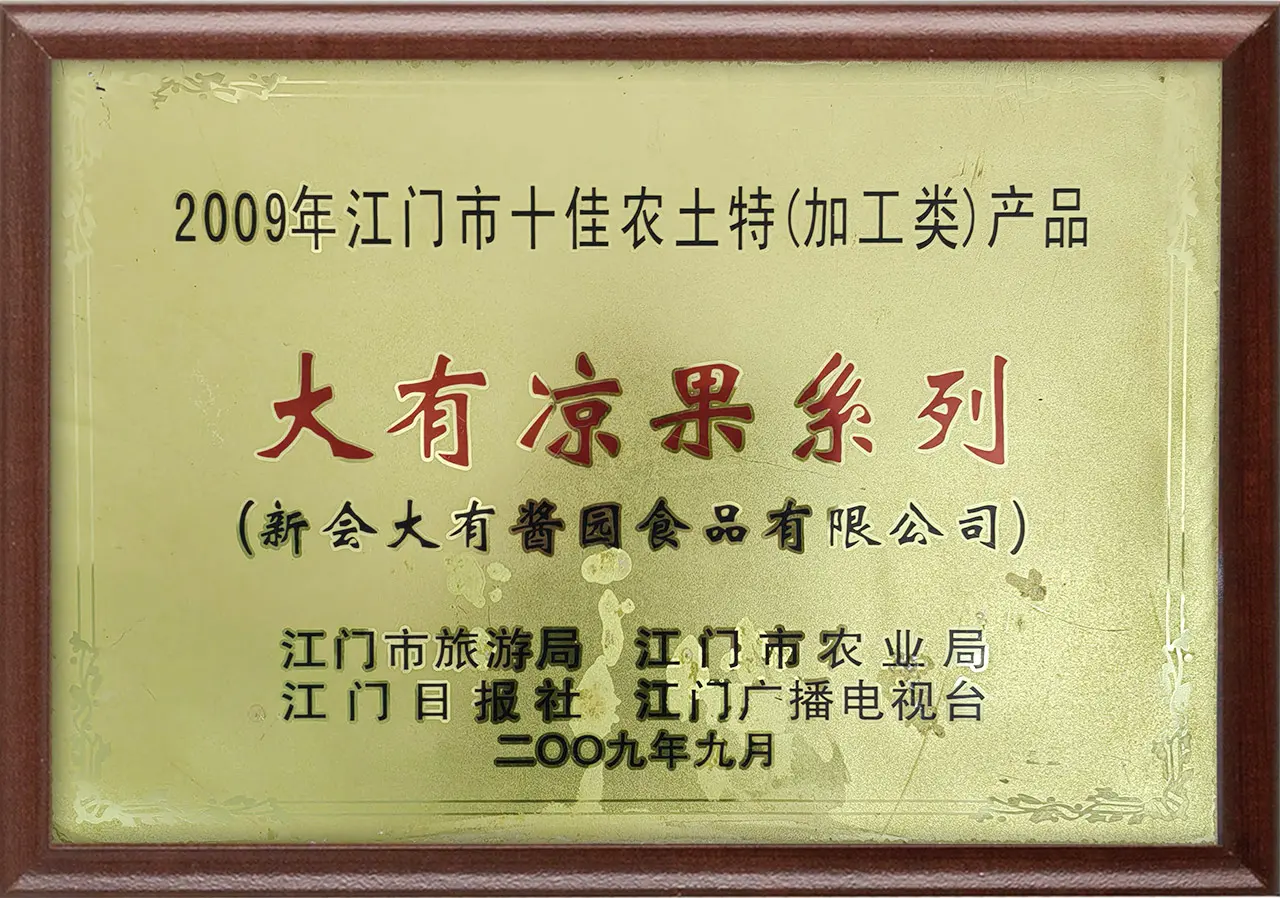 2009年江门市十佳农土特(加工类)产品
大有凉果系列
(新会大有酱园食品有限公司)
江门市旅游局 江门市农业局
江门日报社 江门广播电视台
二〇〇九年九月